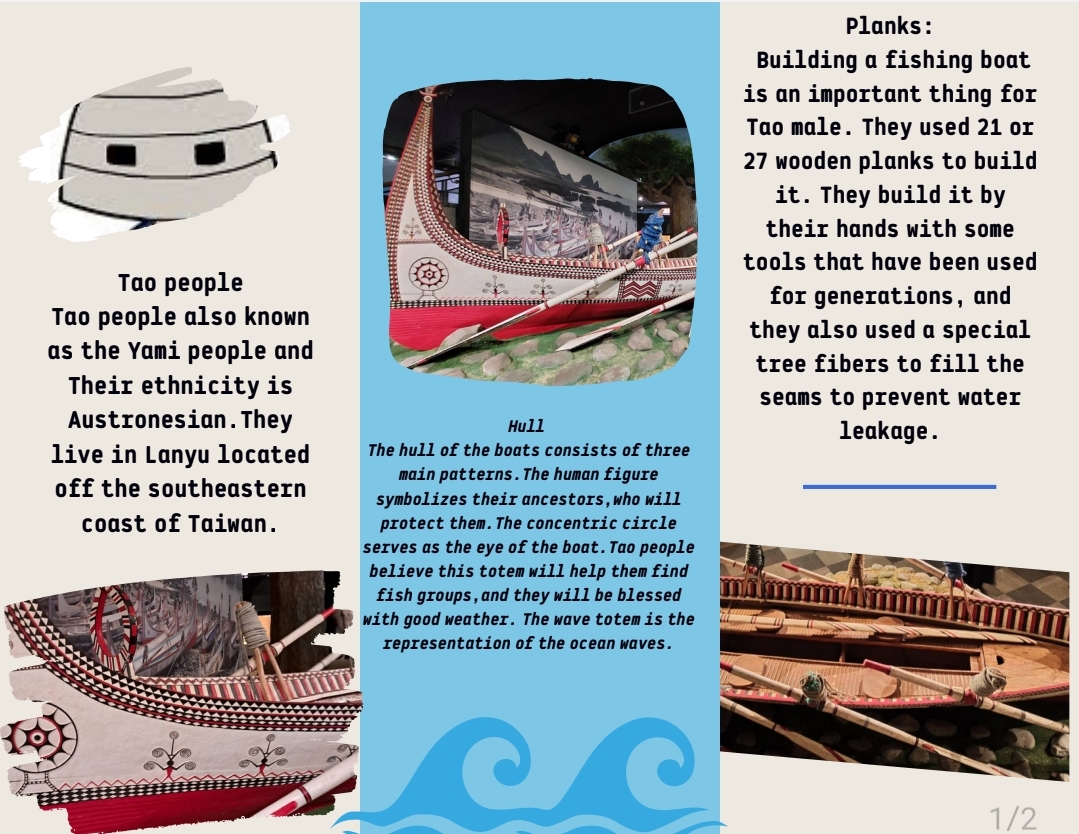 Tao people
Tao people also known
as the Yami people and
Their ethnicity is
Austronesian.They
live in Lanyu located
off the southeastern
coast of Taiwan.
Hull
The hull of the boats consists of three
main patterns.The human figure
symbolizes their ancestors,who will
protect them.The concentric circle
serves as the eye of the boat.Tao people
believe this totem will help them find
fish groups,and they will be blessed
with good weather. The wave totem is the
representation of the ocean waves.
Planks:
Building a fishing boat
is an important thing for
Tao male. They used 21 or
27 wooden planks to build
it. They build it by
their hands with some
tools that have been used
for generations, and
they also used a special
tree fibers to fill the
seams to prevent water
leakage.
1/2